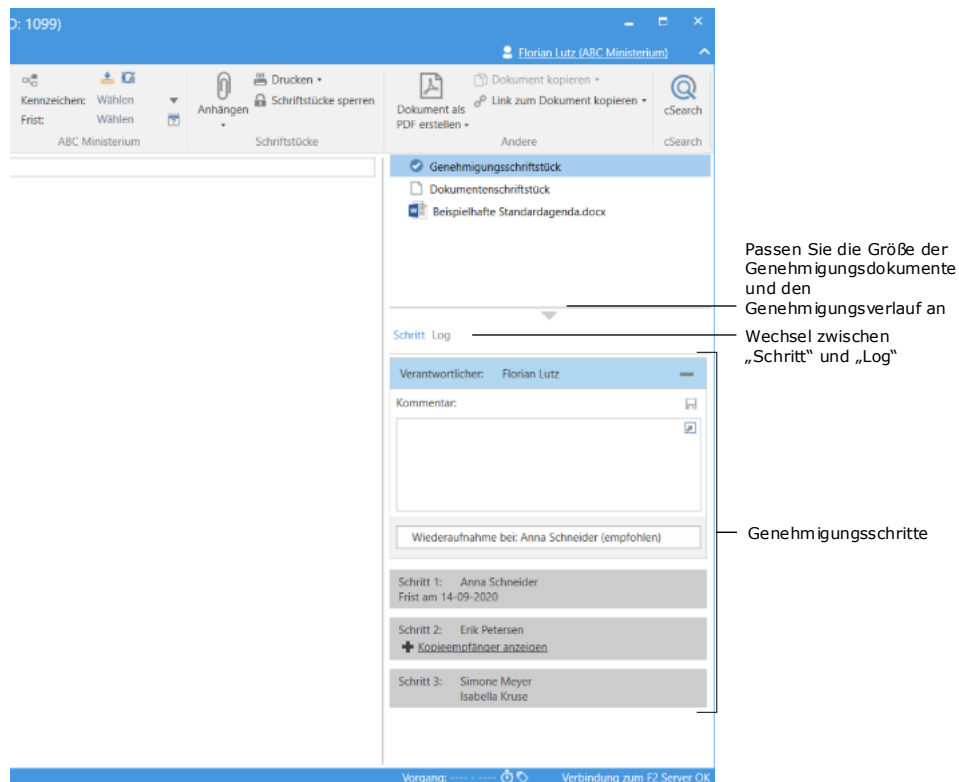 D: 1099)
Florian Lutz (ABC Ministerium)
Kennzeichen: Wählen
Frist: Wählen
ABC Ministerium
Anhängen
Drucken
Schriftstücke sperren
Schriftstücke
Dokument als
PDF erstellen
Dokument kopieren
Link zum Dokument kopieren
Andere
cSearch
cSearch
Genehmigungsschriftstück
Dokumentenschriftstück
Beispielhafte Standardagenda.docx
Passen Sie die Größe der
Genehmigungsdokumente
und den
Genehmigungsverlauf an
Schritt Log
Wechsel zwischen
„Schritt“ und „Log“
Verantwortlicher: Florian Lutz
Kommentar:
Wiederaufnahme bei: Anna Schneider (empfohlen)
Genehmigungsschritte
Schritt 1: Anna Schneider
Frist am 14-09-2020
Schritt 2: Erik Petersen
Kopieempfänger anzeigen
Schritt 3: Simone Meyer
Isabella Kruse
Vorgang: ---- - ---- Verbindung zum F2 Server OK